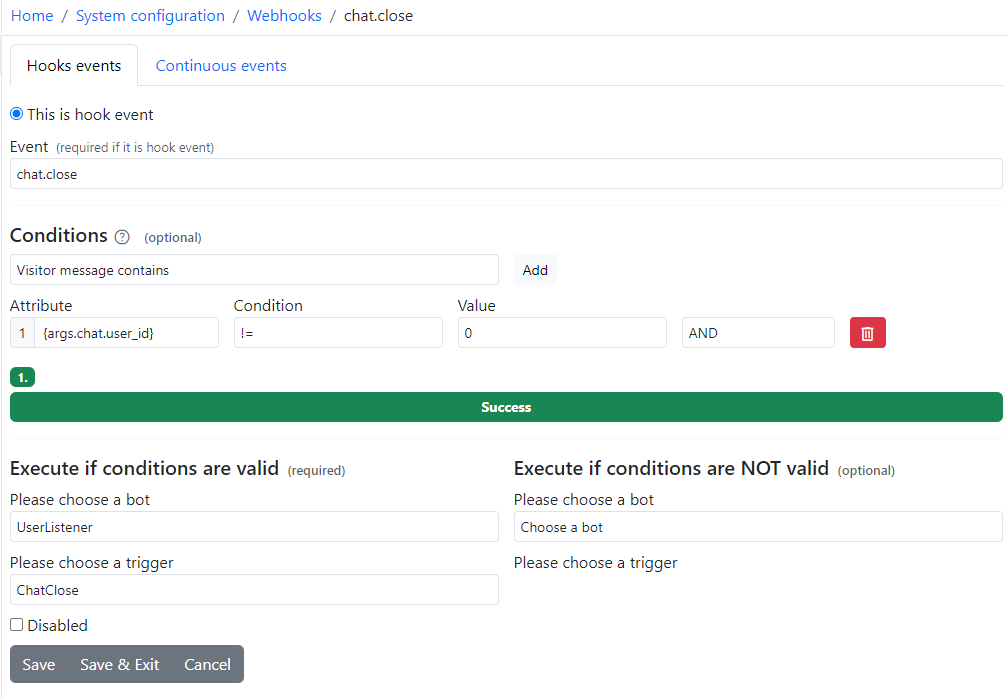 Home / System configuration / Webhooks / chat.close
Hooks events Continuous events
This is hook event
Event (required if it is hook event)
chat.close
Conditions ? (optional)
Visitor message contains Add
Attribute Condition Value
1 {args.chat.user_id} != 0 AND
1.
Success
Execute if conditions are valid (required) Execute if conditions are NOT valid (optional)
Please choose a bot Please choose a bot
UserListener Choose a bot
Please choose a trigger Please choose a trigger
ChatClose
Disabled
Save Save & Exit Cancel